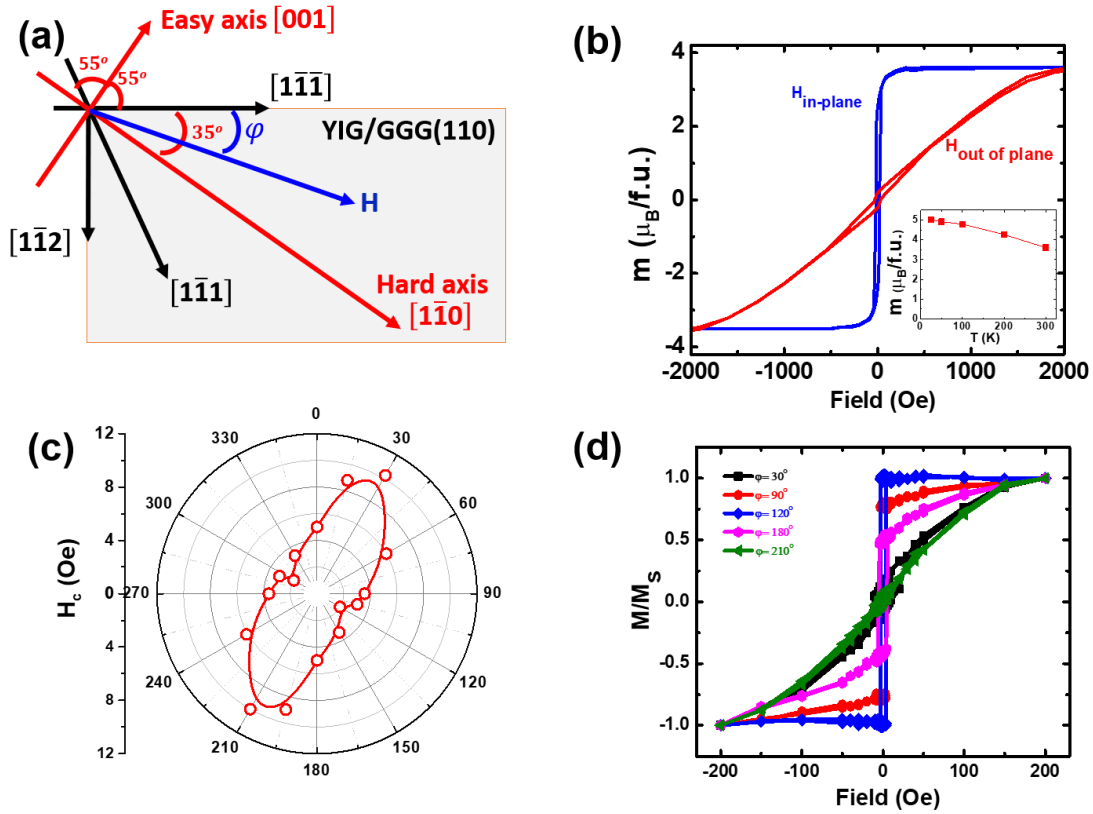 (a)
Easy axis [001]
55°
55°
[11̅1̅]
YIG/GGG(110)
35°
φ
H
[11̅2]
[11̅1]
Hard axis
[11̅0]
(b)
m (μB/f.u.)
4
2
0
-2
-4
H in-plane
H out of plane
m (μB/f.u.)
5
4
3
2
1
0
0
100
200
300
T (K)
-2000
-1000
0
1000
2000
Field (Oe)
(c)
Hc (Oe)
12
8
4
0
4
8
12
0
30
60
90
120
150
180
210
240
270
300
330
(d)
M/MS
1.0
0.5
0.0
-0.5
-1.0
φ=30°
φ=90°
φ=120°
φ=180°
φ=210°
-200
-100
0
100
200
Field (Oe)